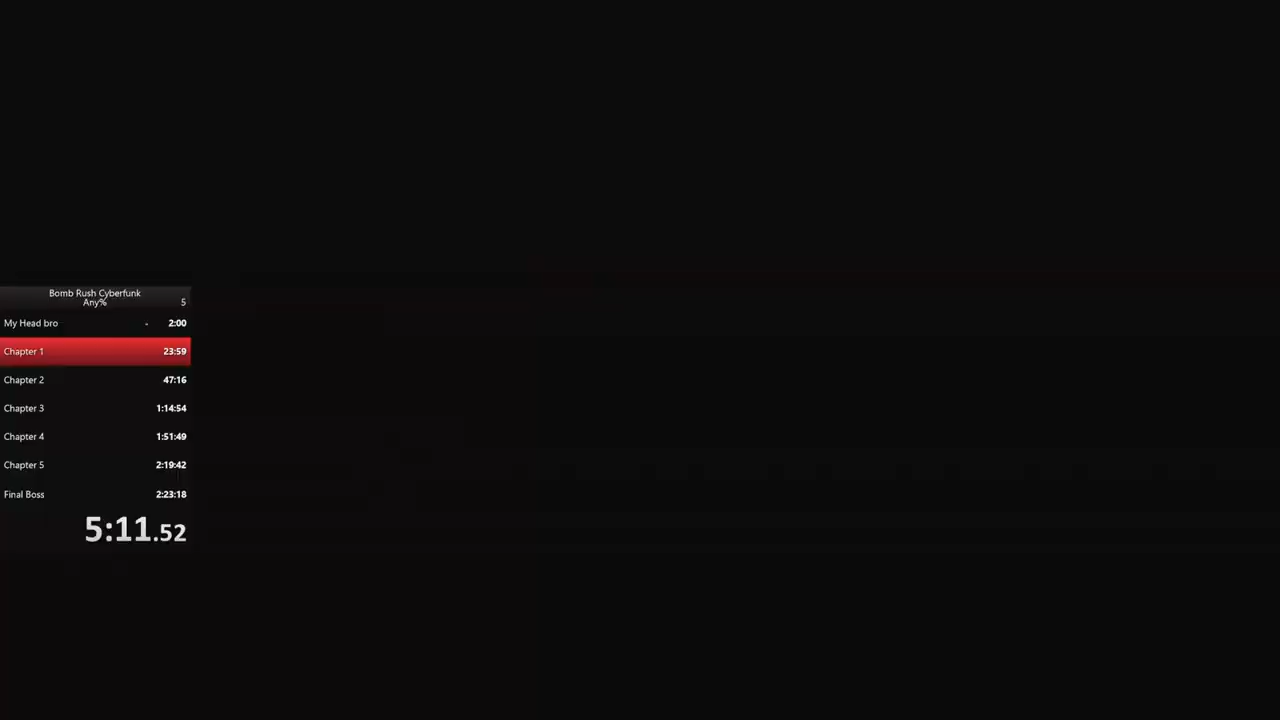 Bomb Rush Cyberfunk
Any% 5
My Head bro - 2:00
Chapter 1 23:59
Chapter 2 47:16
Chapter 3 1:14:54
Chapter 4 1:51:49
Chapter 5 2:19:42
Final Boss 2:23:18
5:11.52